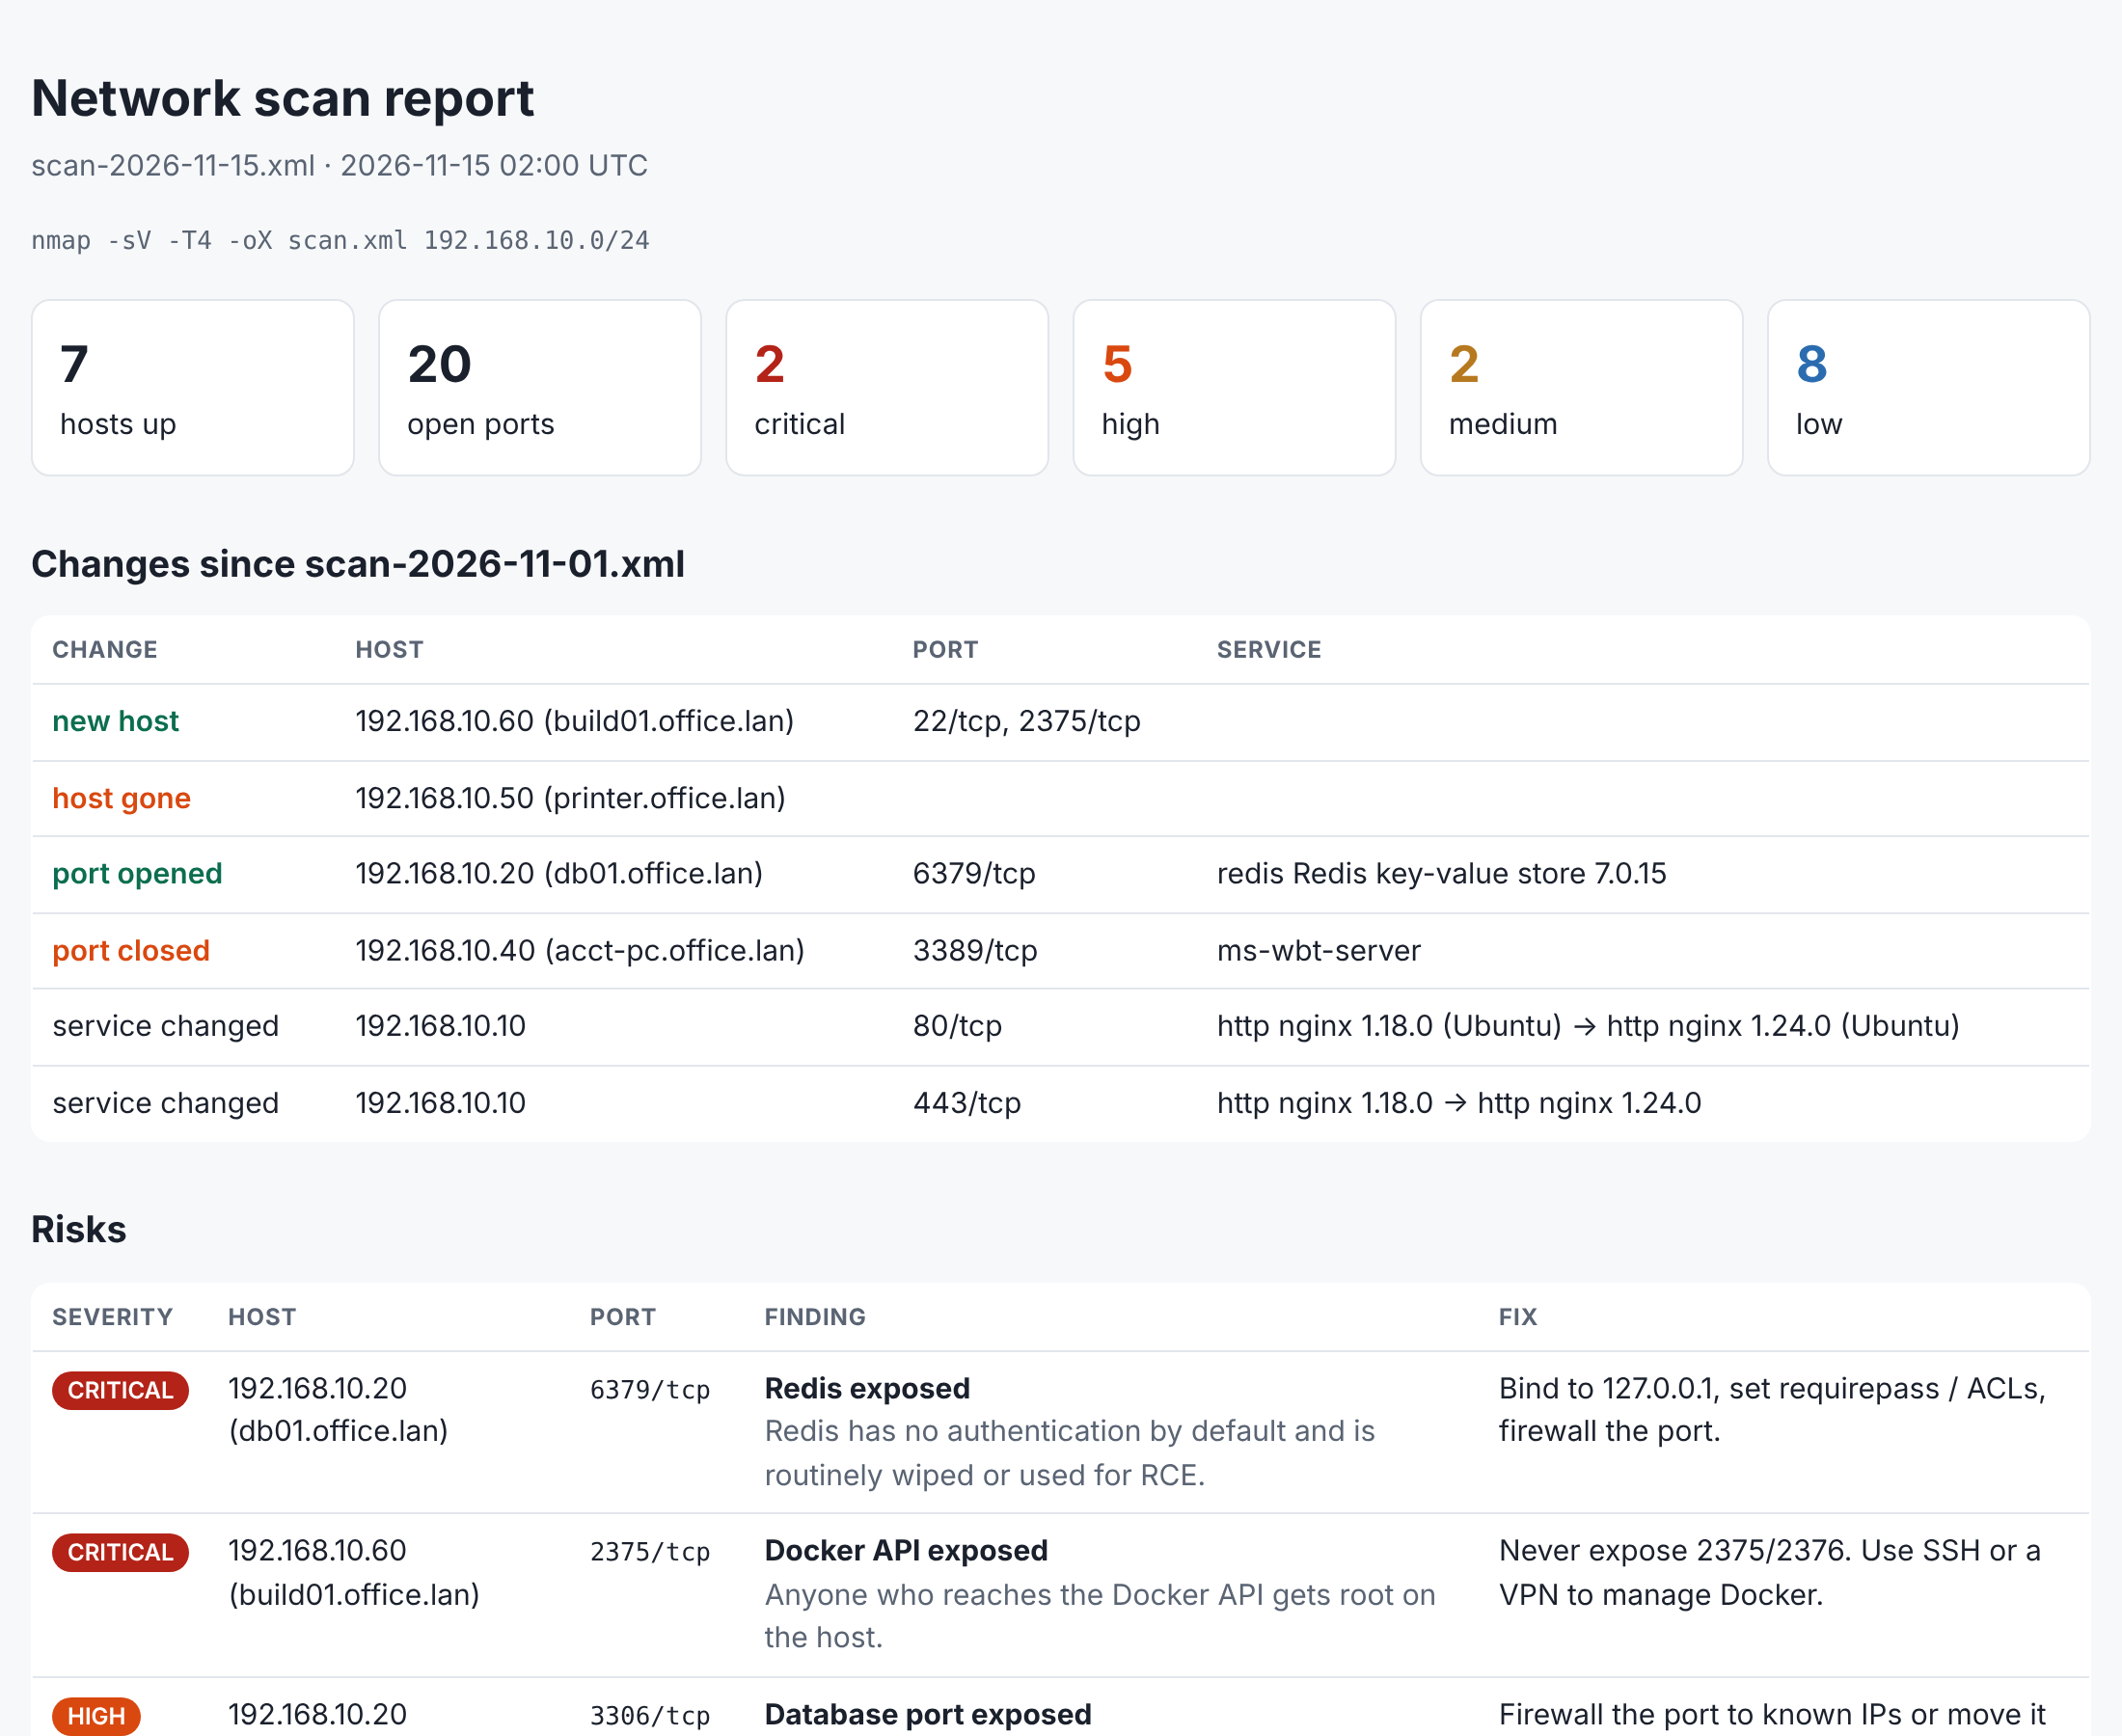 Network scan report
scan-2026-11-15.xml · 2026-11-15 02:00 UTC
nmap -sV -T4 -oX scan.xml 192.168.10.0/24
7
hosts up
20
open ports
2
critical
5
high
2
medium
8
low
Changes since scan-2026-11-01.xml
CHANGE HOST PORT SERVICE
new host 192.168.10.60 (build01.office.lan) 22/tcp, 2375/tcp
host gone 192.168.10.50 (printer.office.lan)
port opened 192.168.10.20 (db01.office.lan) 6379/tcp redis Redis key-value store 7.0.15
port closed 192.168.10.40 (acct-pc.office.lan) 3389/tcp ms-wbt-server
service changed 192.168.10.10 80/tcp http nginx 1.18.0 (Ubuntu) → http nginx 1.24.0 (Ubuntu)
service changed 192.168.10.10 443/tcp http nginx 1.18.0 → http nginx 1.24.0
Risks
SEVERITY HOST PORT FINDING FIX
CRITICAL 192.168.10.20 6379/tcp Redis exposed Bind to 127.0.0.1, set requirepass / ACLs,
(db01.office.lan) Redis has no authentication by default and is firewall the port.
routinely wiped or used for RCE.
CRITICAL 192.168.10.60 2375/tcp Docker API exposed Never expose 2375/2376. Use SSH or a
(build01.office.lan) Anyone who reaches the Docker API gets root on VPN to manage Docker.
the host.
HIGH 192.168.10.20 3306/tcp Database port exposed Firewall the port to known IPs or move it